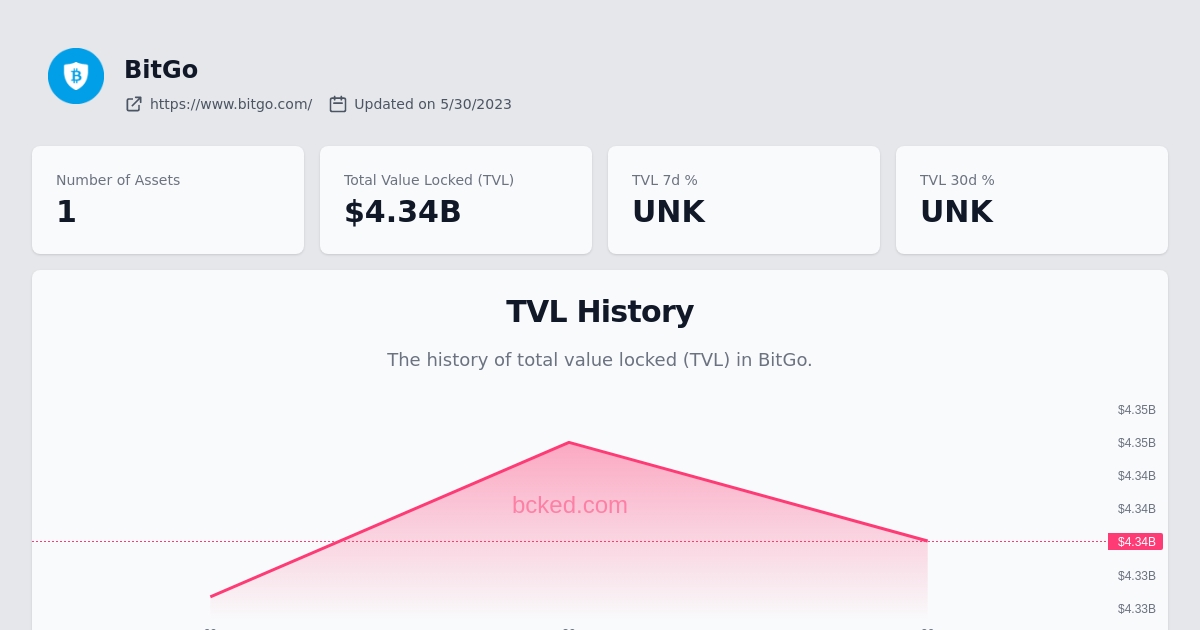 BitGo
https://www.bitgo.com/ Updated on 5/30/2023
Number of Assets
1
Total Value Locked (TVL)
$4.34B
TVL 7d %
UNK
TVL 30d %
UNK
TVL History
The history of total value locked (TVL) in BitGo.
$4.35B
$4.35B
$4.34B
bcked.com
$4.34B
$4.34B
$4.33B
$4.33B